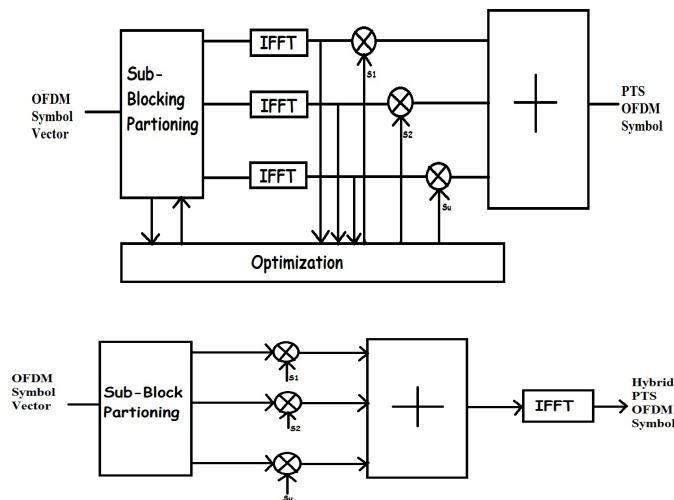 OFDM
Symbol
Vector
Sub-
Blocking
Partioning
IFFT
IFFT
IFFT
S1
S2
Su
PTS
OFDM
Symbol
Optimization
OFDM
Symbol
Vector
Sub-Block
Partioning
S1
S2
Su
IFFT
Hybrid
PTS
OFDM
Symbol